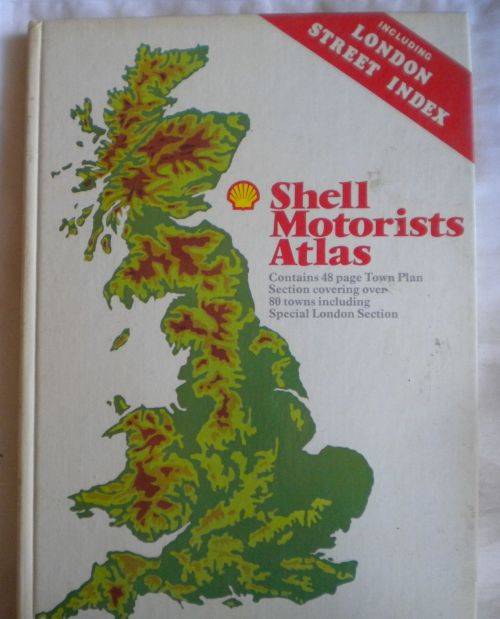 INCLUDING
LONDON
STREET INDEX
Shell
Motorists
Atlas
Contains 48 page Town Plan
Section covering over
80 towns including
Special London Section